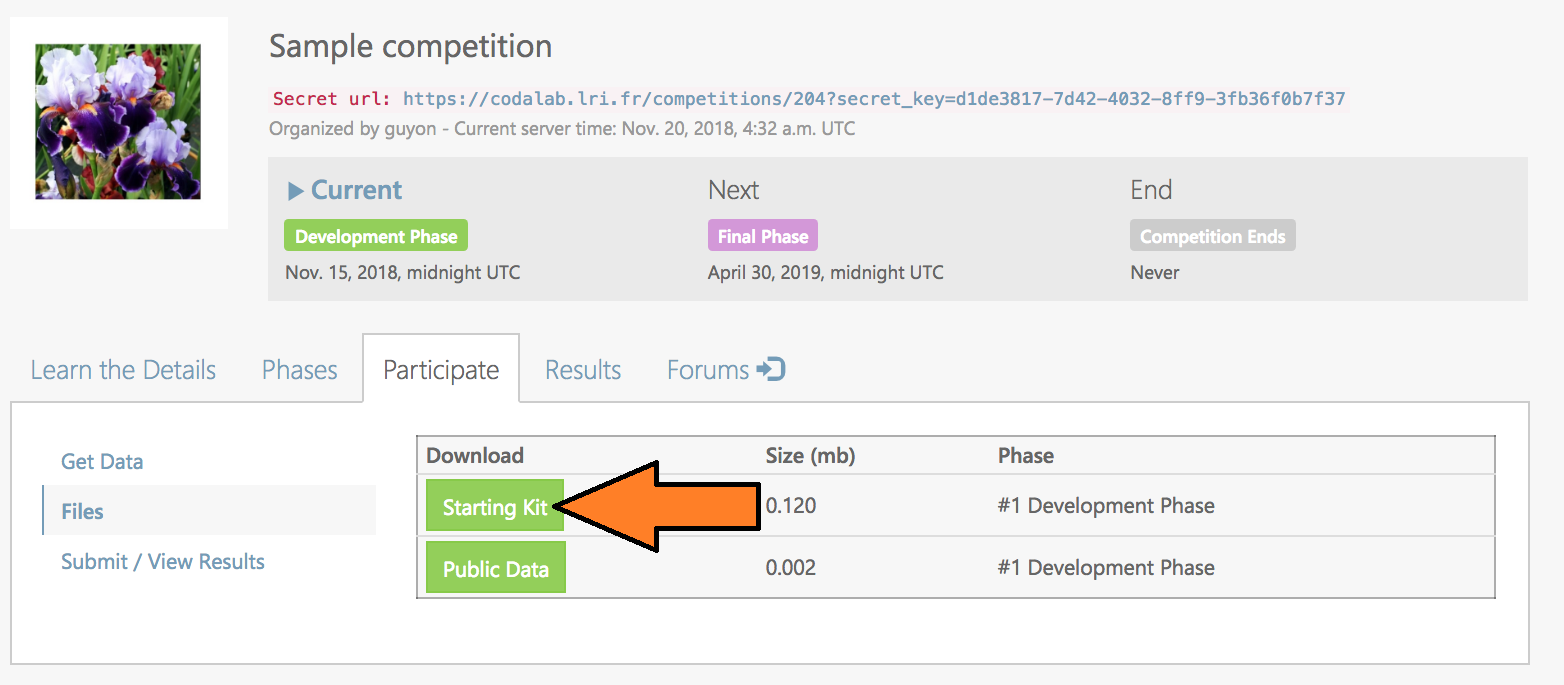 Sample competition
Secret url: https://codalab.lri.fr/competitions/204?secret_key=d1de3817-7d42-4032-8ff9-3fb36f0b7f37
Organized by guyon - Current server time: Nov. 20, 2018, 4:32 a.m. UTC
Current Next End
Development Phase Final Phase Competition Ends
Nov. 15, 2018, midnight UTC April 30, 2019, midnight UTC Never
Learn the Details Phases Participate Results Forums
Get Data
Files
Submit / View Results
Download Size (mb) Phase
Starting Kit 0.120 #1 Development Phase
Public Data 0.002 #1 Development Phase